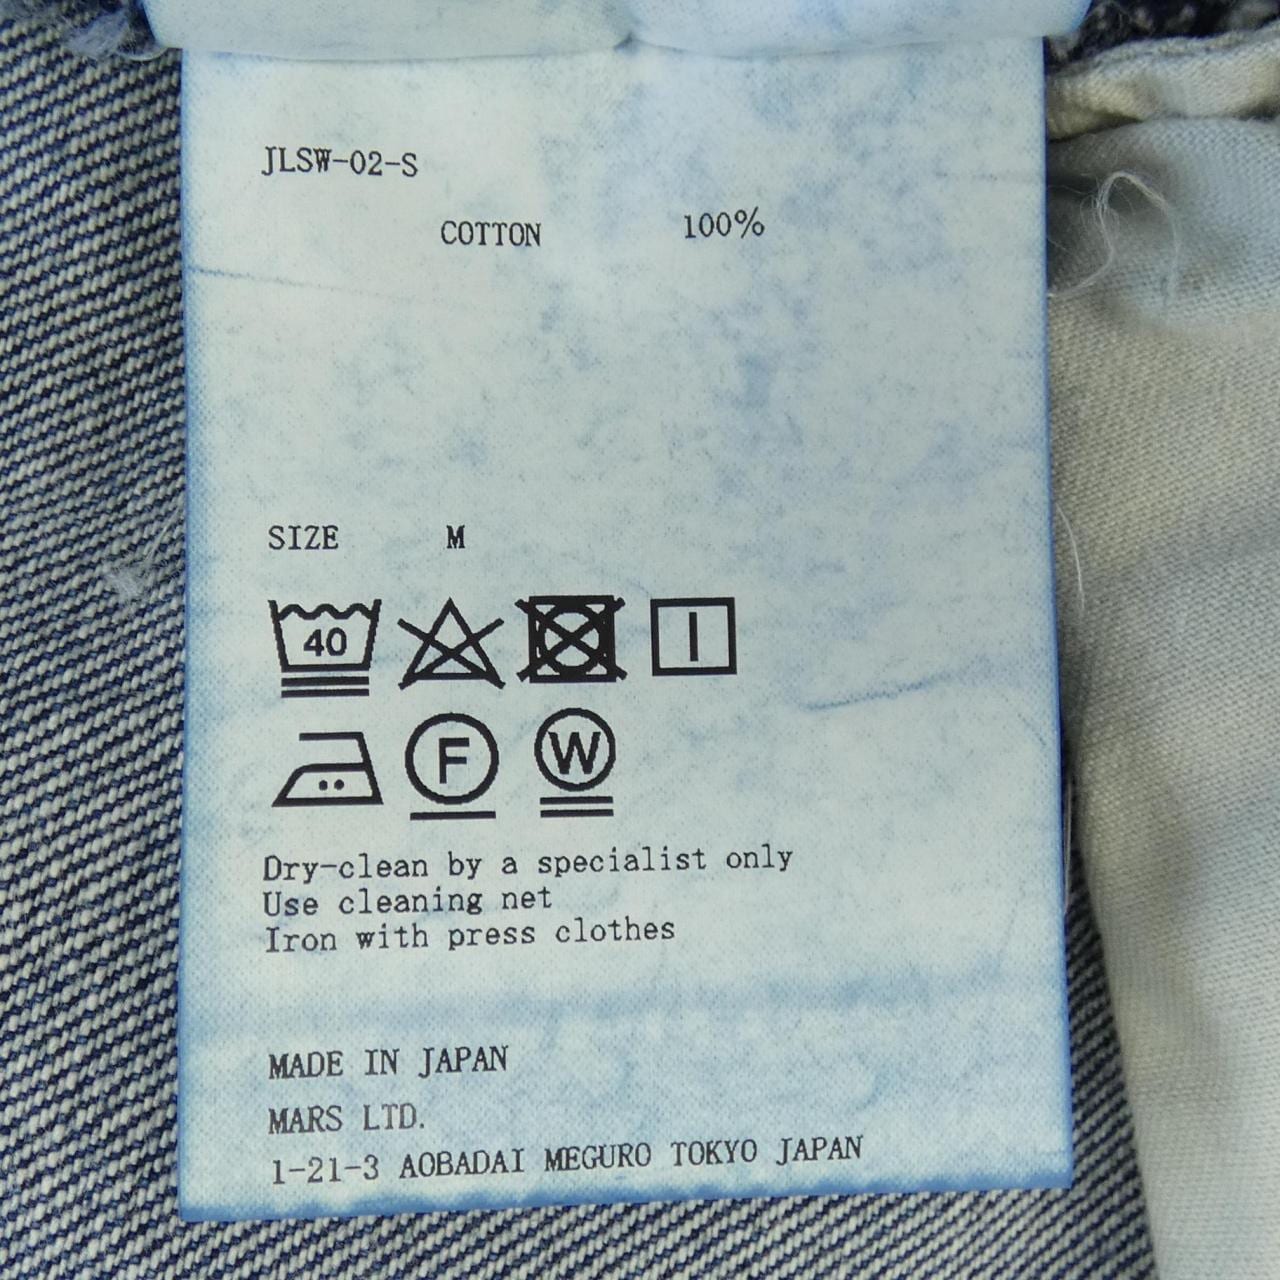 JLSW-02-S
COTTON 100%
SIZE M
40
F W
Dry-clean by a specialist only
Use cleaning net
Iron with press clothes
MADE IN JAPAN
MARS LTD.
1-21-3 AOBADAI MEGURO TOKYO JAPAN